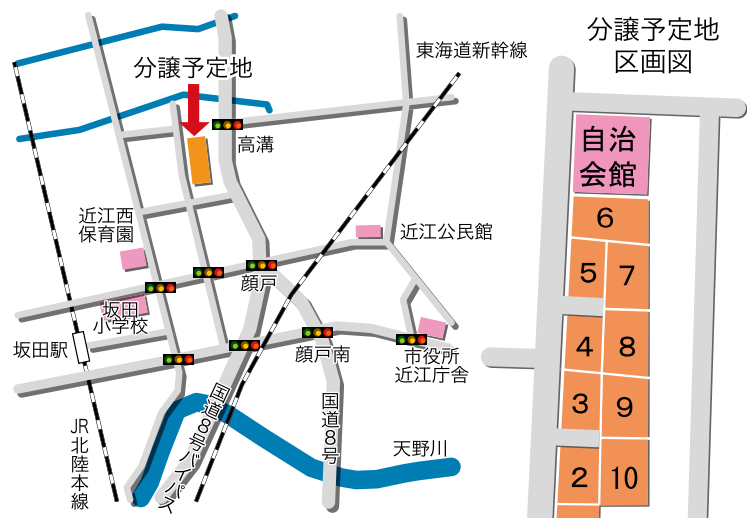 分譲予定地
東海道新幹線
高溝
近江西
保育園
近江公民館
顔戸
坂田
小学校
坂田駅
顔戸南
市役所
近江庁舎
国道8号バイパス
国道8号
JR北陸本線
天野川
分譲予定地
区画図
自治
会館
6
5
7
4
8
3
9
2
10